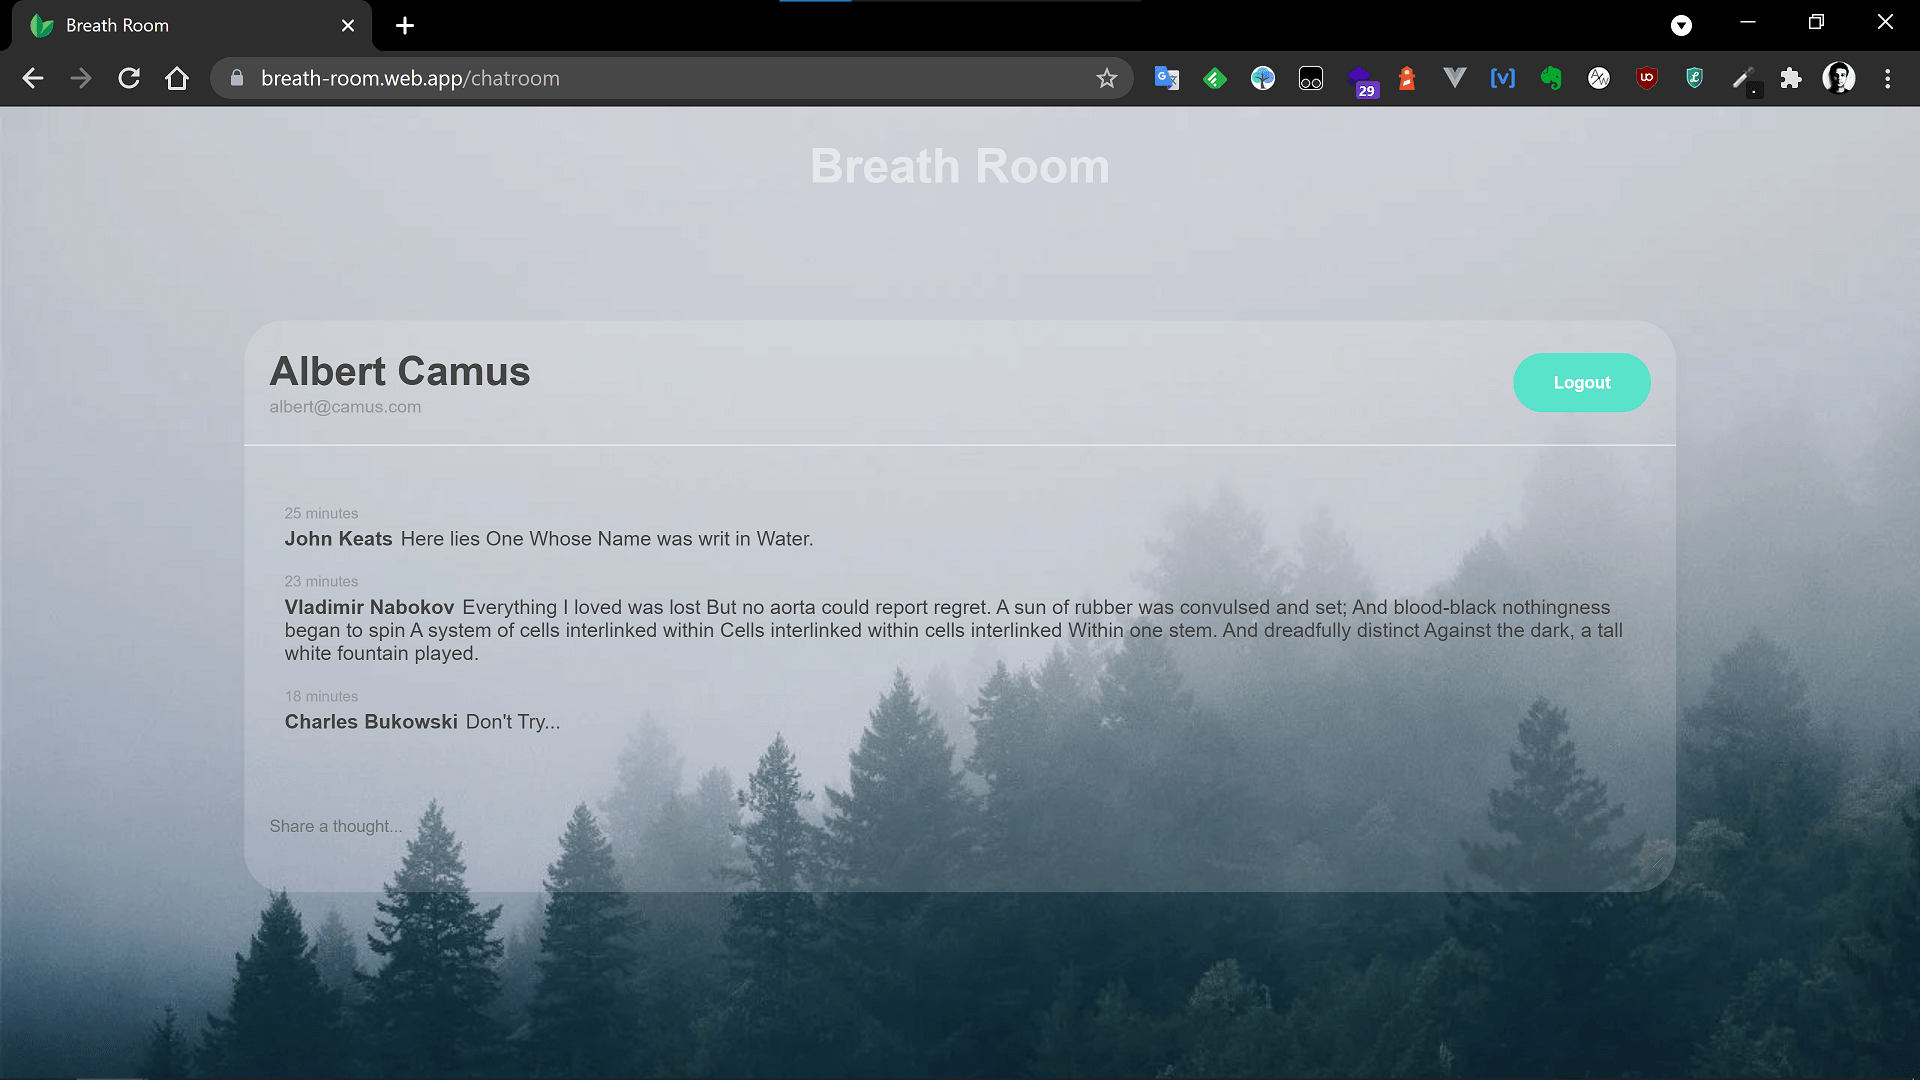 Breath Room
breath-room.web.app/chatroom
29
Breath Room
Albert Camus
albert@camus.com
Logout
25 minutes
John Keats Here lies One Whose Name was writ in Water.
23 minutes
Vladimir Nabokov Everything I loved was lost But no aorta could report regret. A sun of rubber was convulsed and set; And blood-black nothingness
began to spin A system of cells interlinked within Cells interlinked within cells interlinked Within one stem. And dreadfully distinct Against the dark, a tall
white fountain played.
18 minutes
Charles Bukowski Don't Try...
Share a thought...